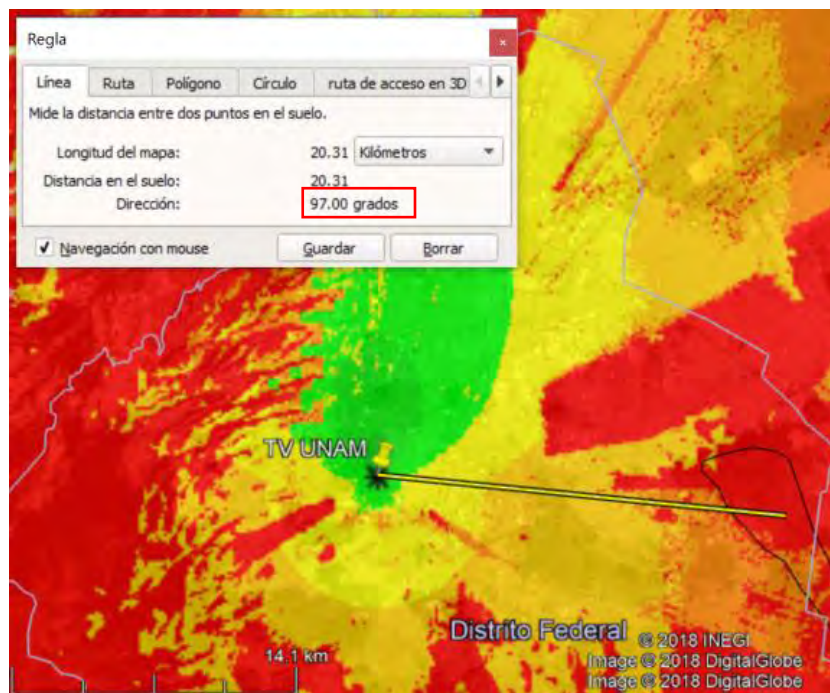 Regla
Línea Ruta Polígono Círculo ruta de acceso en 3D
Mide la distancia entre dos puntos en el suelo.
Longitud del mapa: 20.31 Kilómetros
Distancia en el suelo: 20.31
Dirección: 97.00 grados
Navegación con mouse Guardar Borrar
TV UNAM
Distrito Federal © 2018 INEGI
14.1 km
Image © 2018 DigitalGlobe
Image © 2018 DigitalGlobe